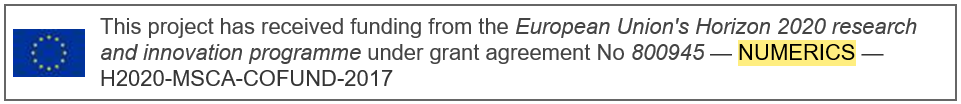 This project has received funding from the European Union's Horizon 2020 research
and innovation programme under grant agreement No 800945 — NUMERICS —
H2020-MSCA-COFUND-2017